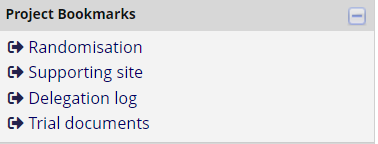 Project Bookmarks
Randomisation
Supporting site
Delegation log
Trial documents